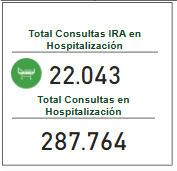 Total Consultas IRA en
Hospitalización
22.043
Total Consultas en
Hospitalización
287.764